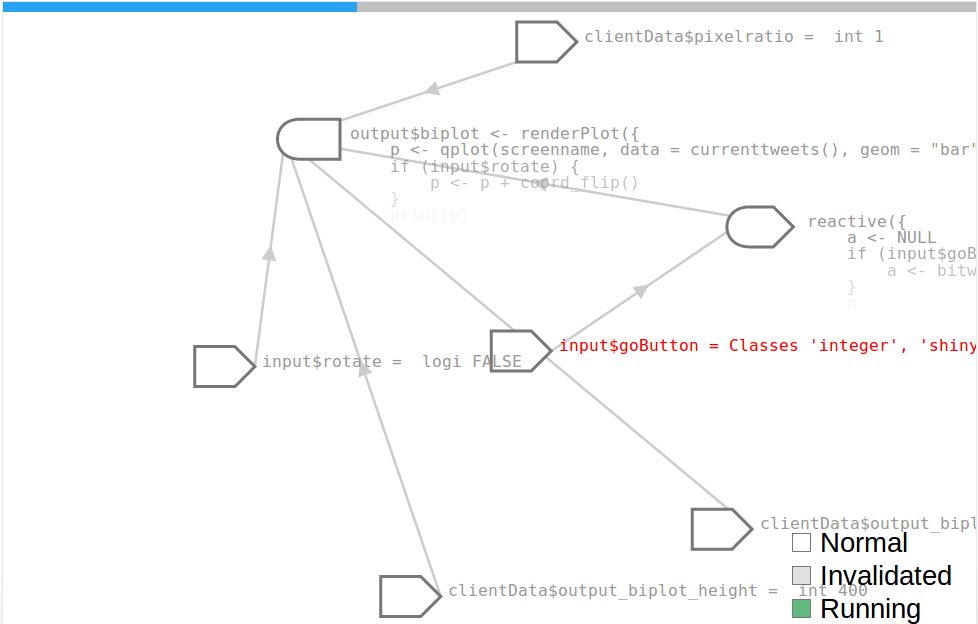 clientData$pixelratio =  int 1
output$biplot <- renderPlot({
    p <- qplot(screenname, data = currenttweets(), geom = "bar"
    if (input$rotate) {
        p <- p + coord_flip()
    }
    print(p)
reactive({
    a <- NULL
    if (input$goB
        a <- bitw
    }
    a
input$goButton = Classes 'integer', 'shiny
input$rotate =  logi FALSE
clientData$output_bipl
Normal
Invalidated
clientData$output_biplot_height =  int 400
Running